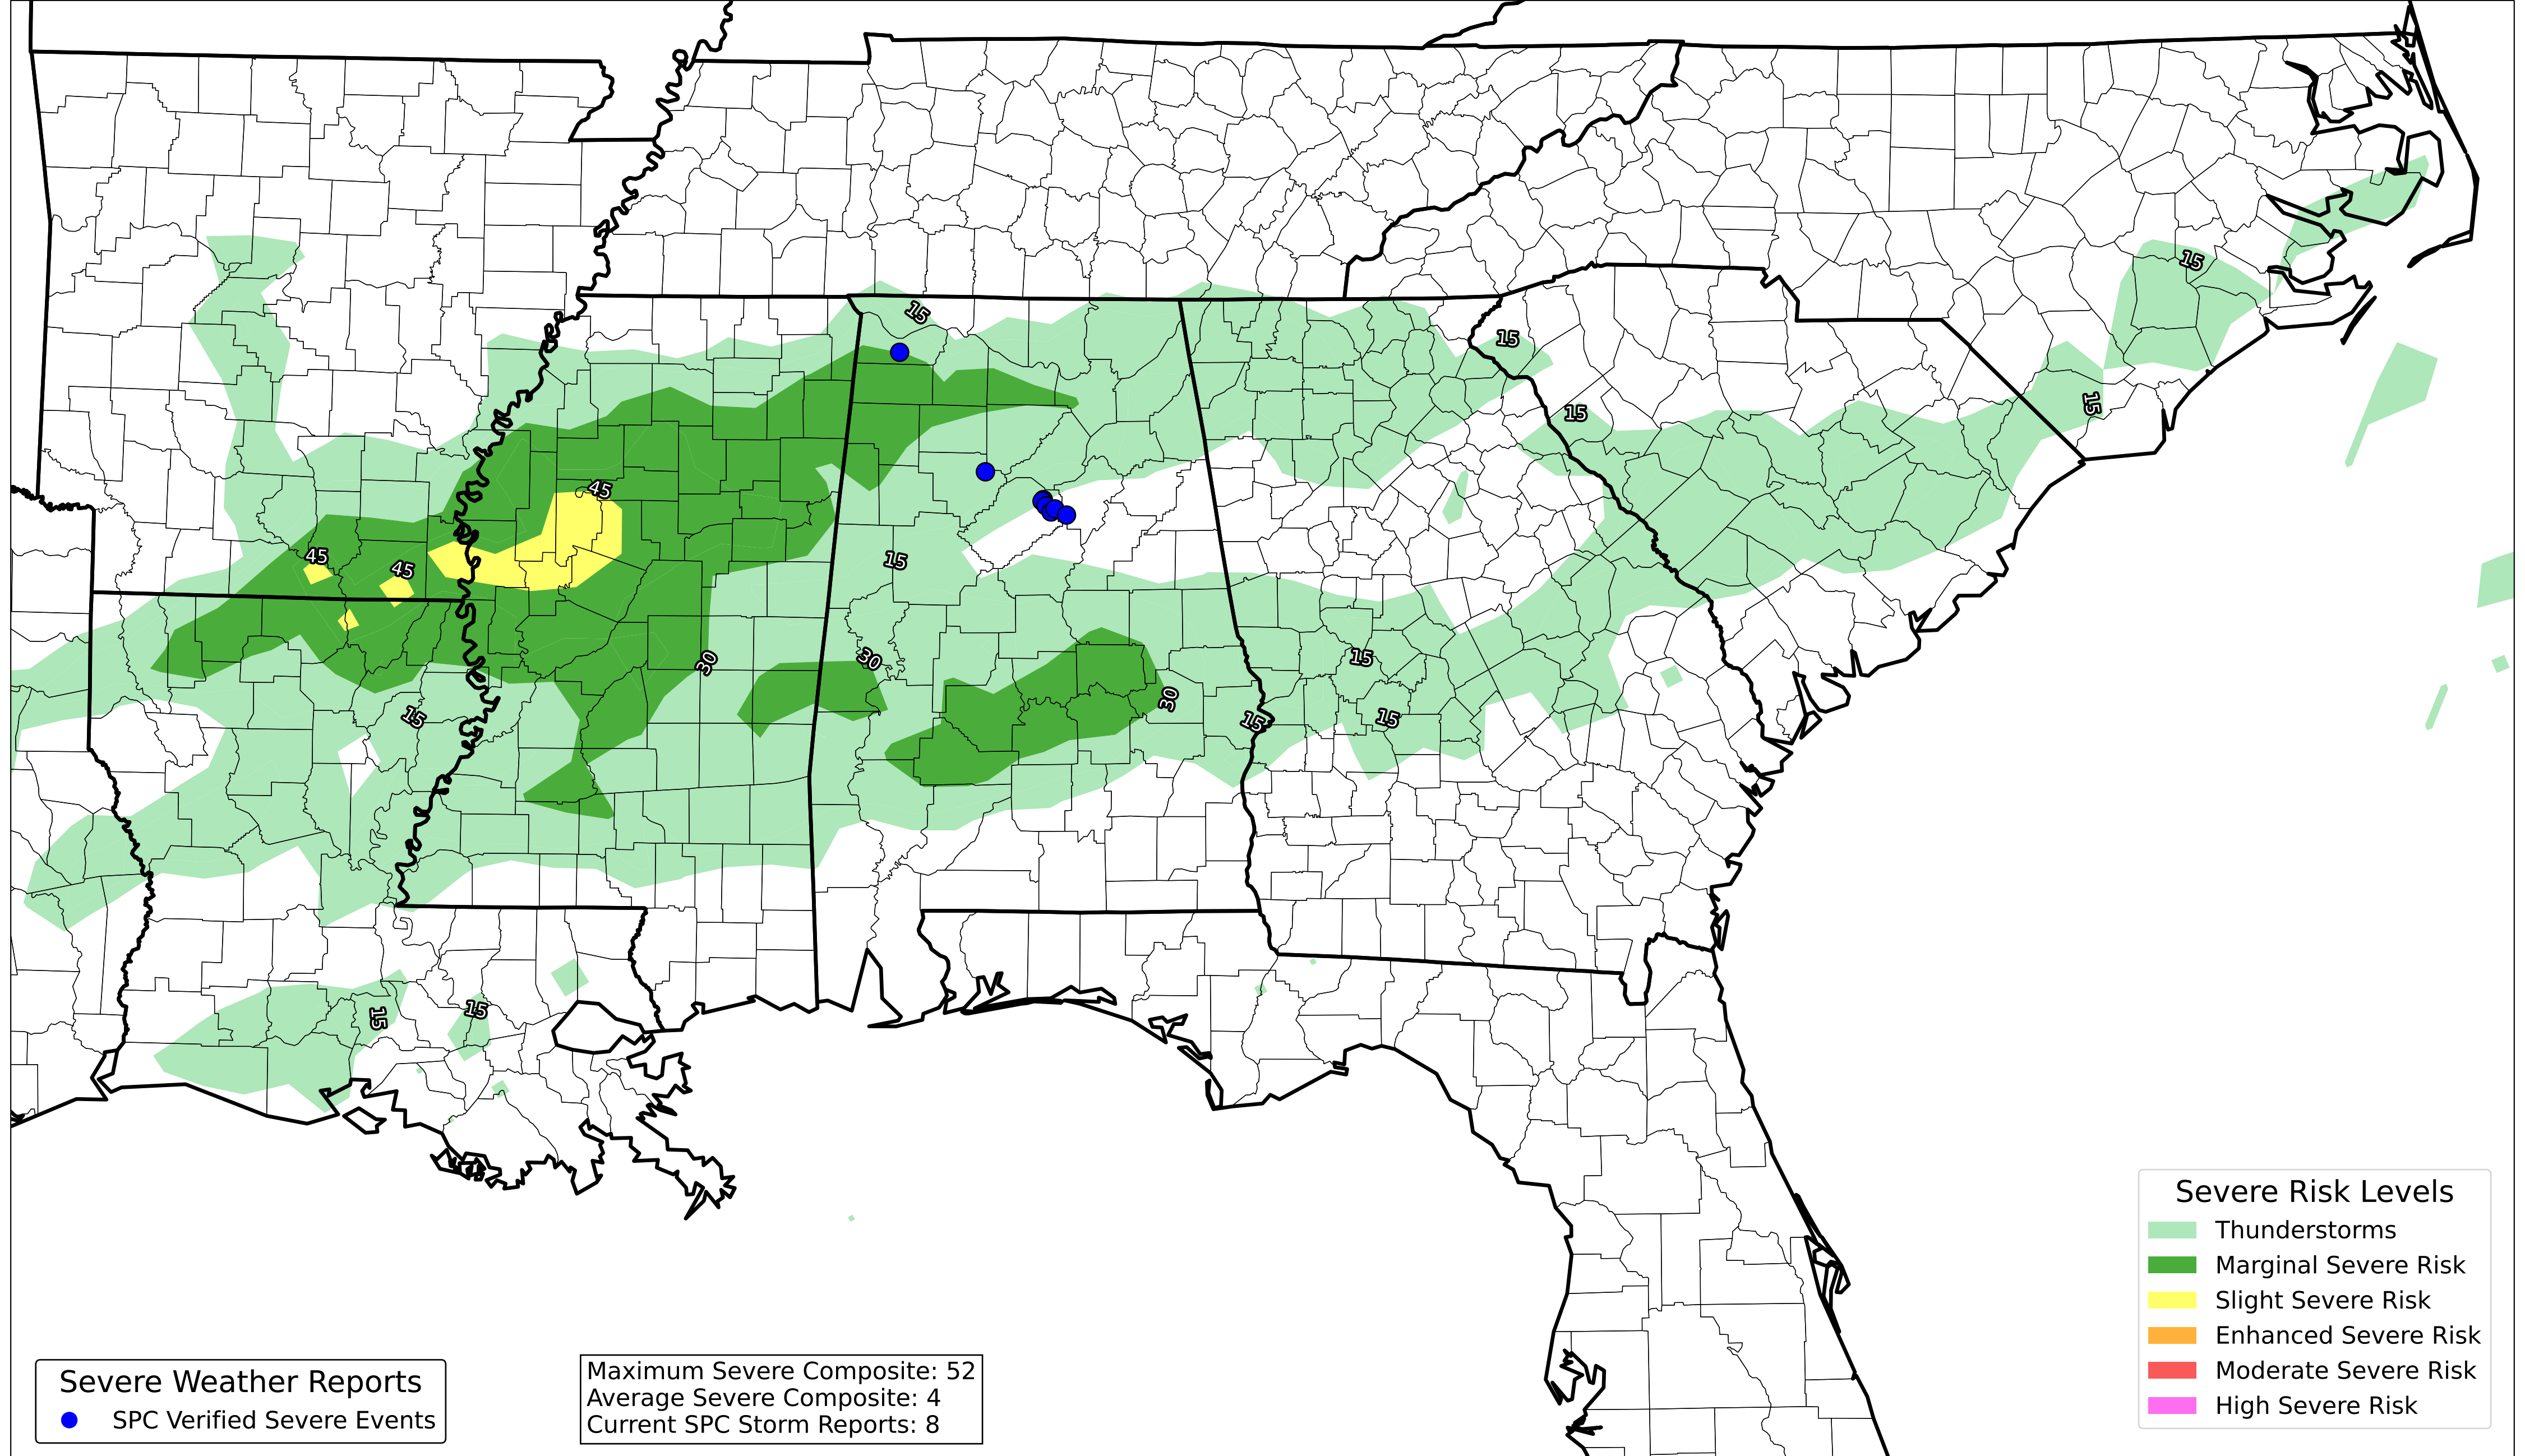 15
15
15
15
15
45
15
45
45
15
30
30
15
30
15
15
15
15
15
Severe Risk Levels
Thunderstorms
Marginal Severe Risk
Slight Severe Risk
Enhanced Severe Risk
Moderate Severe Risk
High Severe Risk
Severe Weather Reports
SPC Verified Severe Events
Maximum Severe Composite: 52
Average Severe Composite: 4
Current SPC Storm Reports: 8